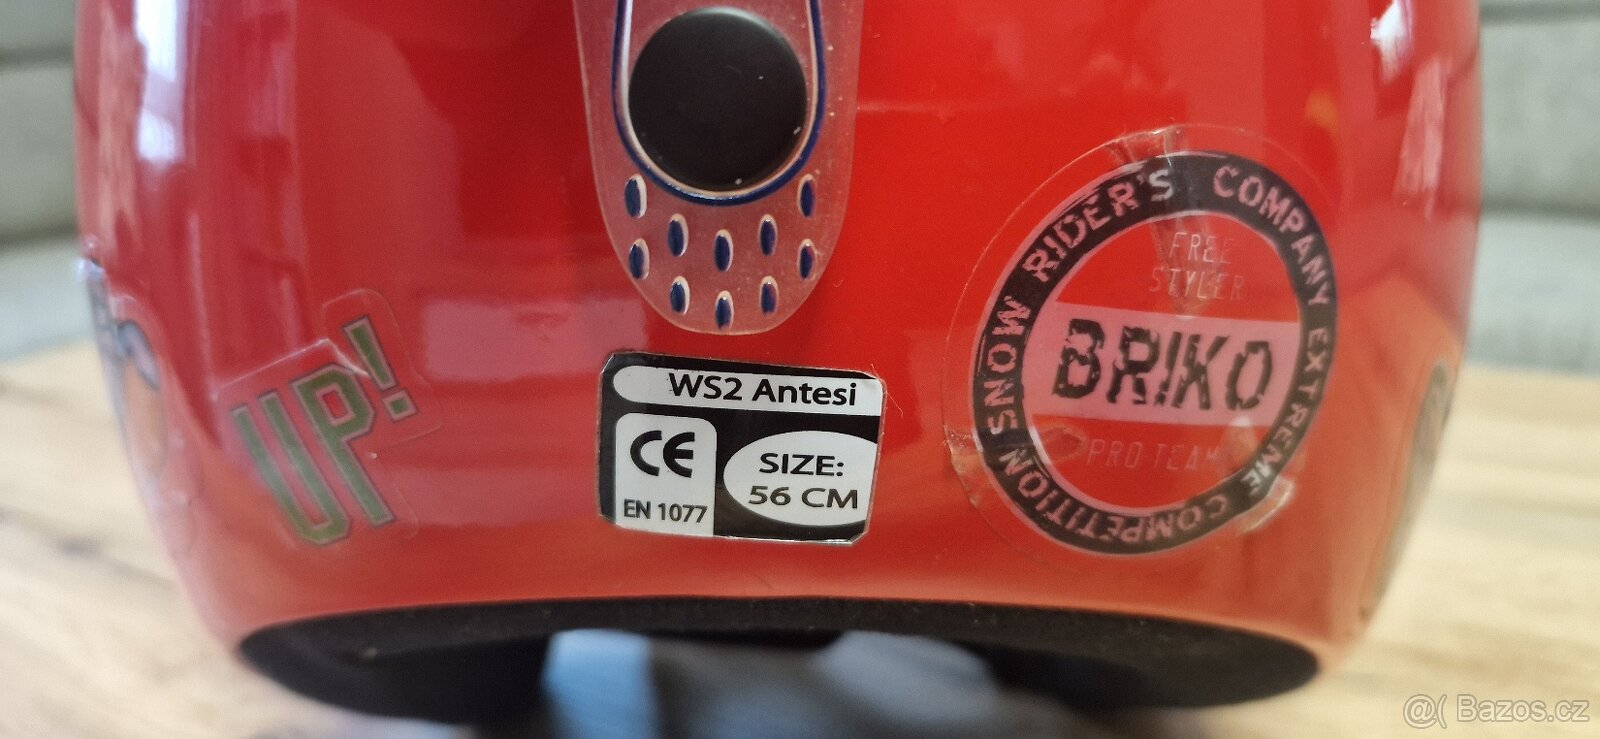 UP!
WS2 Antesi
CE
EN 1077
SIZE:
56 CM
SNOW RIDER'S COMPANY EXTREME COMPETITION
FREE
STYLER
BRIKO
PRO TEAM
@( Bazos.cz